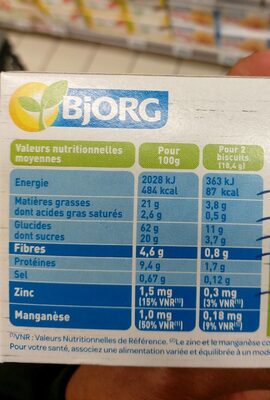 BJORG
Valeurs nutritionnelles moyennes Pour 100g Pour 2 biscuits (18,4 g)
Energie 2028 kJ 484 kcal 363 kJ 87 kcal
Matières grasses 21 g 3,8 g
dont acides gras saturés 2,6 g 0,5 g
Glucides 62 g 11 g
dont sucres 20 g 3,7 g
Fibres 4,6 g 0,8 g
Protéines 9,4 g 1,7 g
Sel 0,67 g 0,12 g
Zinc 1,5 mg (15% VNR(1)) 0,3 mg (3% VNR(1))
Manganèse 1,0 mg (50% VNR(1)) 0,18 mg (9% VNR(1))
(1)VNR : Valeurs Nutritionnelles de Référence. (2)Le zinc et le manganèse co
Pour votre santé, associez une alimentation variée et équilibrée à un mod